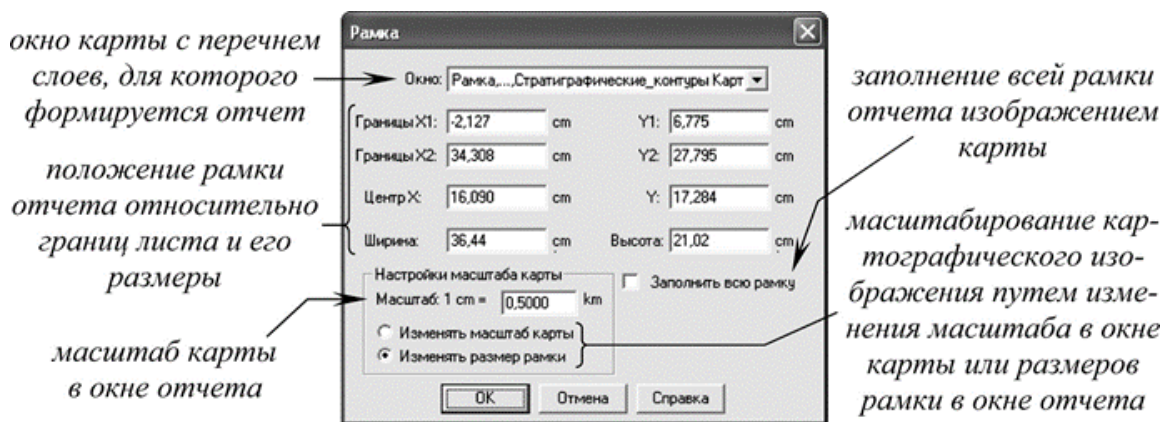 окно карты с перечнем
слоев, для которого
формируется отчет
положение рамки
отчета относительно
границ листа и его
размеры
масштаб карты
в окне отчета
Рамка
Окно: Рамка,...,Стратиграфические_контуры Карт
Границы X1: -2,127 cm Y1: 6,775 cm
Границы X2: 34,308 cm Y2: 27,795 cm
Центр X: 16,090 cm Y: 17,284 cm
Ширина: 36,44 cm Высота: 21,02 cm
Настройки масштаба карты
Заполнить всю рамку
Масштаб: 1 cm = 0,5000 km
Изменять масштаб карты
Изменять размер рамки
OK Отмена Справка
заполнение всей рамки
отчета изображением
карты
масштабирование кар-
тографического изо-
бражения путем изме-
нения масштаба в окне
карты или размеров
рамки в окне отчета